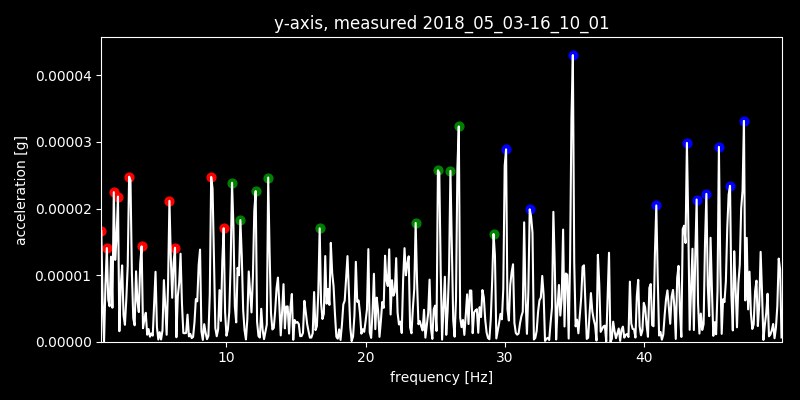 y-axis, measured 2018_05_03-16_10_01
0.00004
0.00003
0.00002
0.00001
0.00000
acceleration [g]
10 20 30 40
frequency [Hz]